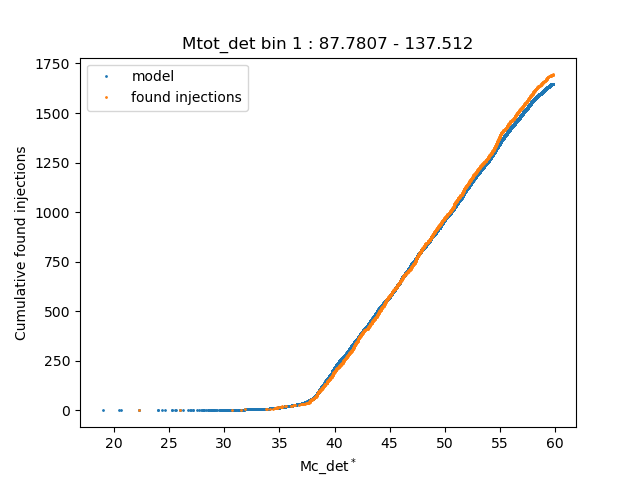 Mtot_det bin 1 : 87.7807 - 137.512
model
found injections
Cumulative found injections
1750
1500
1250
1000
750
500
250
0
20 25 30 35 40 45 50 55 60
Mc_det*